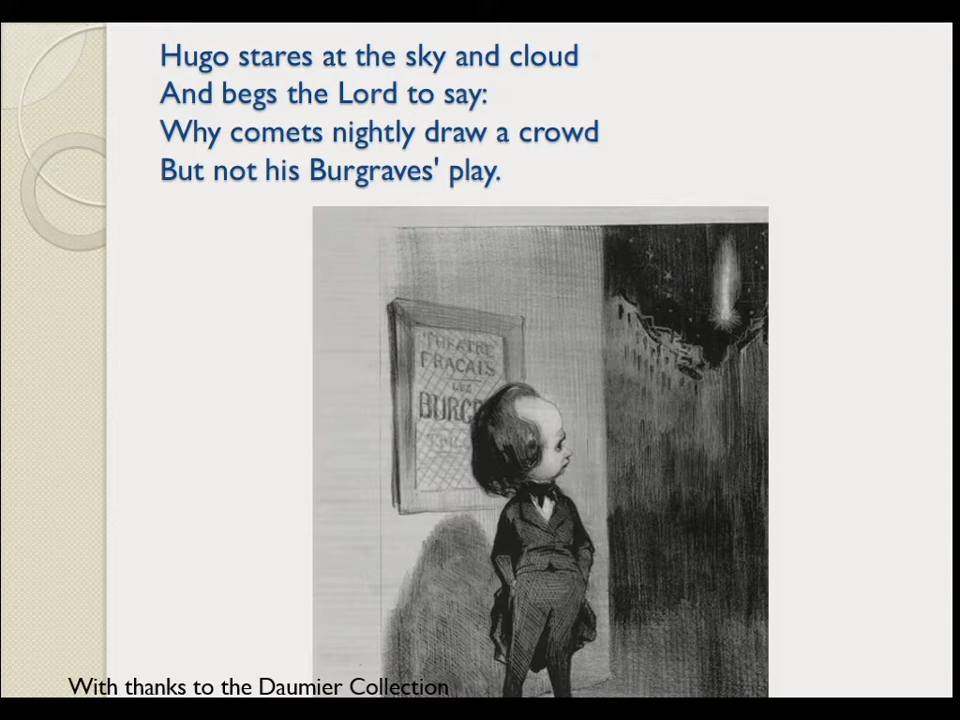 Hugo stares at the sky and cloud
And begs the Lord to say:
Why comets nightly draw a crowd
But not his Burgraves' play.
THEATRE
FRACAIS
LES
BURG
With thanks to the Daumier Collection